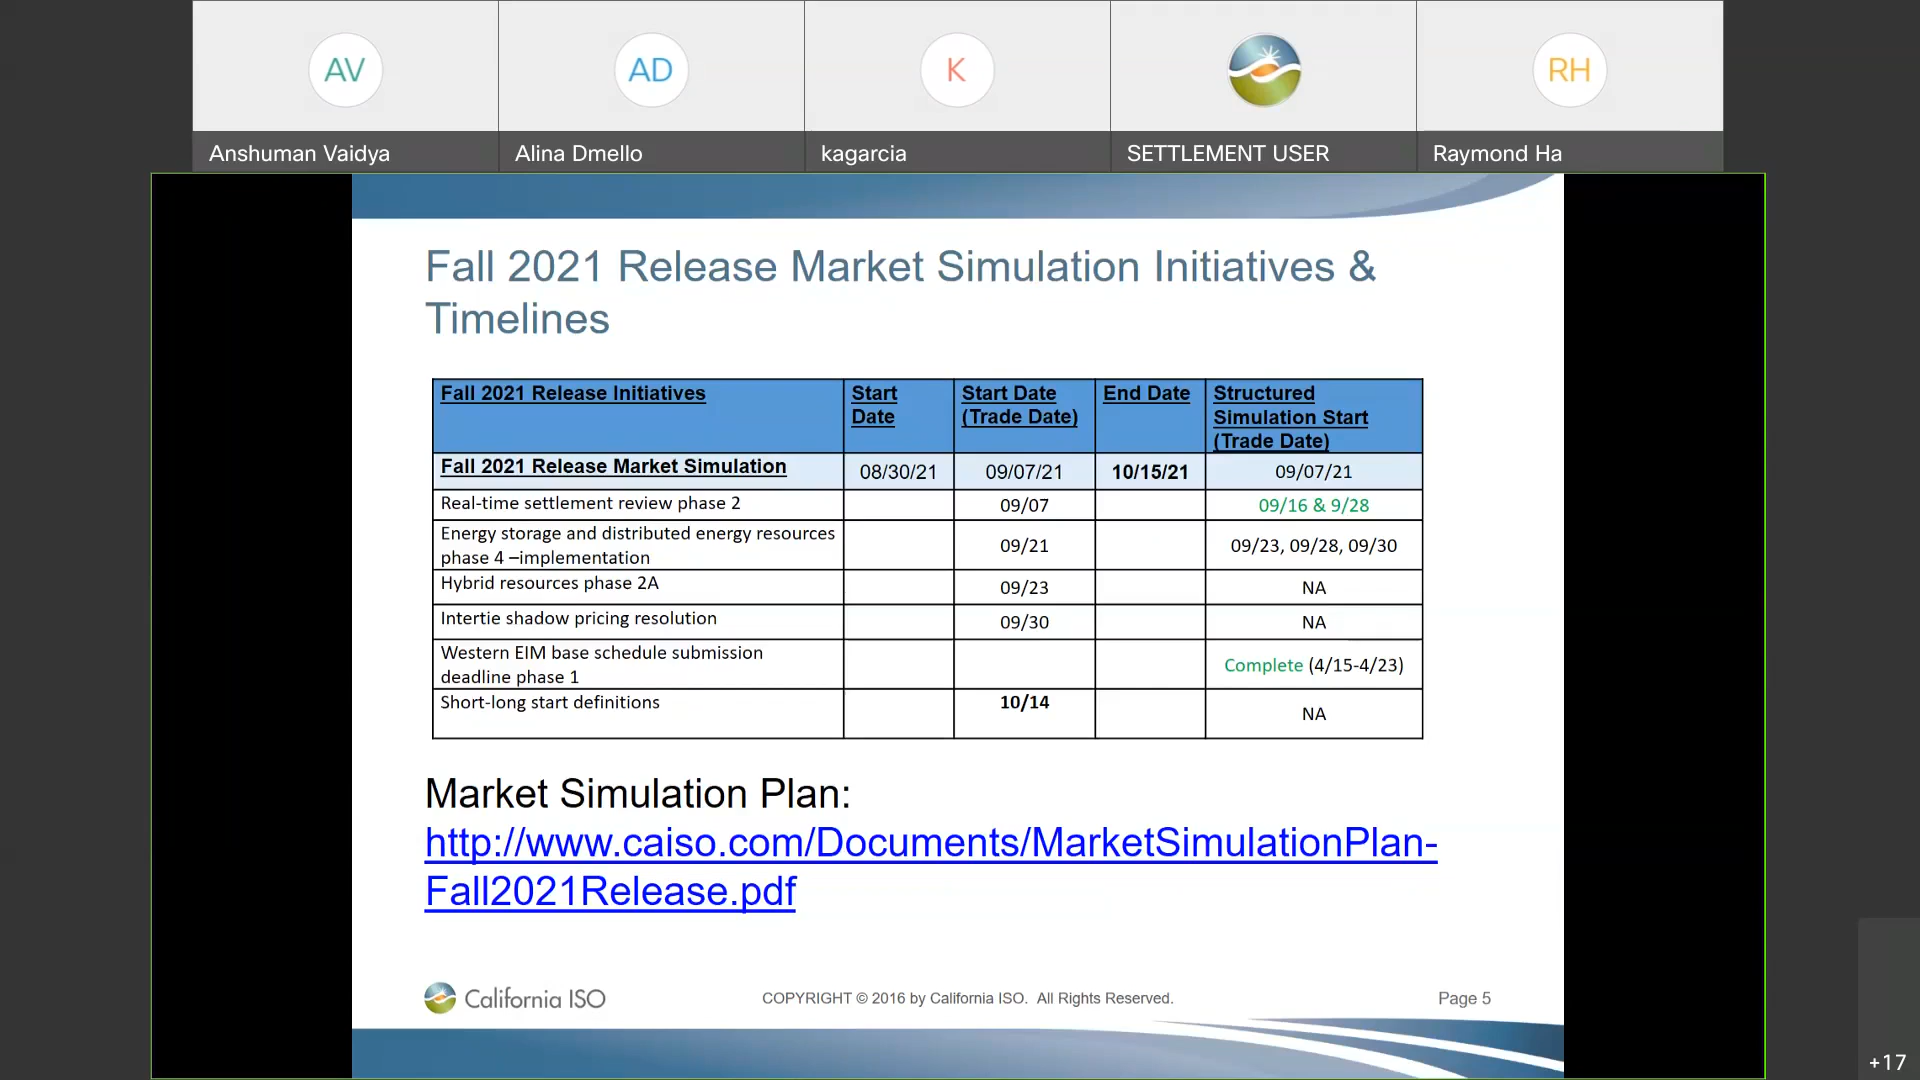 AV
AD
K
RH
Anshuman Vaidya
Alina Dmello
kagarcia
SETTLEMENT USER
Raymond Ha
Fall 2021 Release Market Simulation Initiatives &
Timelines
Fall 2021 Release Initiatives
Start
Date
Start Date
(Trade Date)
End Date
Structured
Simulation Start
(Trade Date)
Fall 2021 Release Market Simulation
08/30/21
09/07/21
10/15/21
09/07/21
Real-time settlement review phase 2
09/07
09/16 & 9/28
Energy storage and distributed energy resources
phase 4 –implementation
09/21
09/23, 09/28, 09/30
Hybrid resources phase 2A
09/23
NA
Intertie shadow pricing resolution
09/30
NA
Western EIM base schedule submission
deadline phase 1
Complete (4/15-4/23)
Short-long start definitions
10/14
NA
Market Simulation Plan:
http://www.caiso.com/Documents/MarketSimulationPlan-
Fall2021Release.pdf
California ISO
COPYRIGHT © 2016 by California ISO. All Rights Reserved.
Page 5
+17